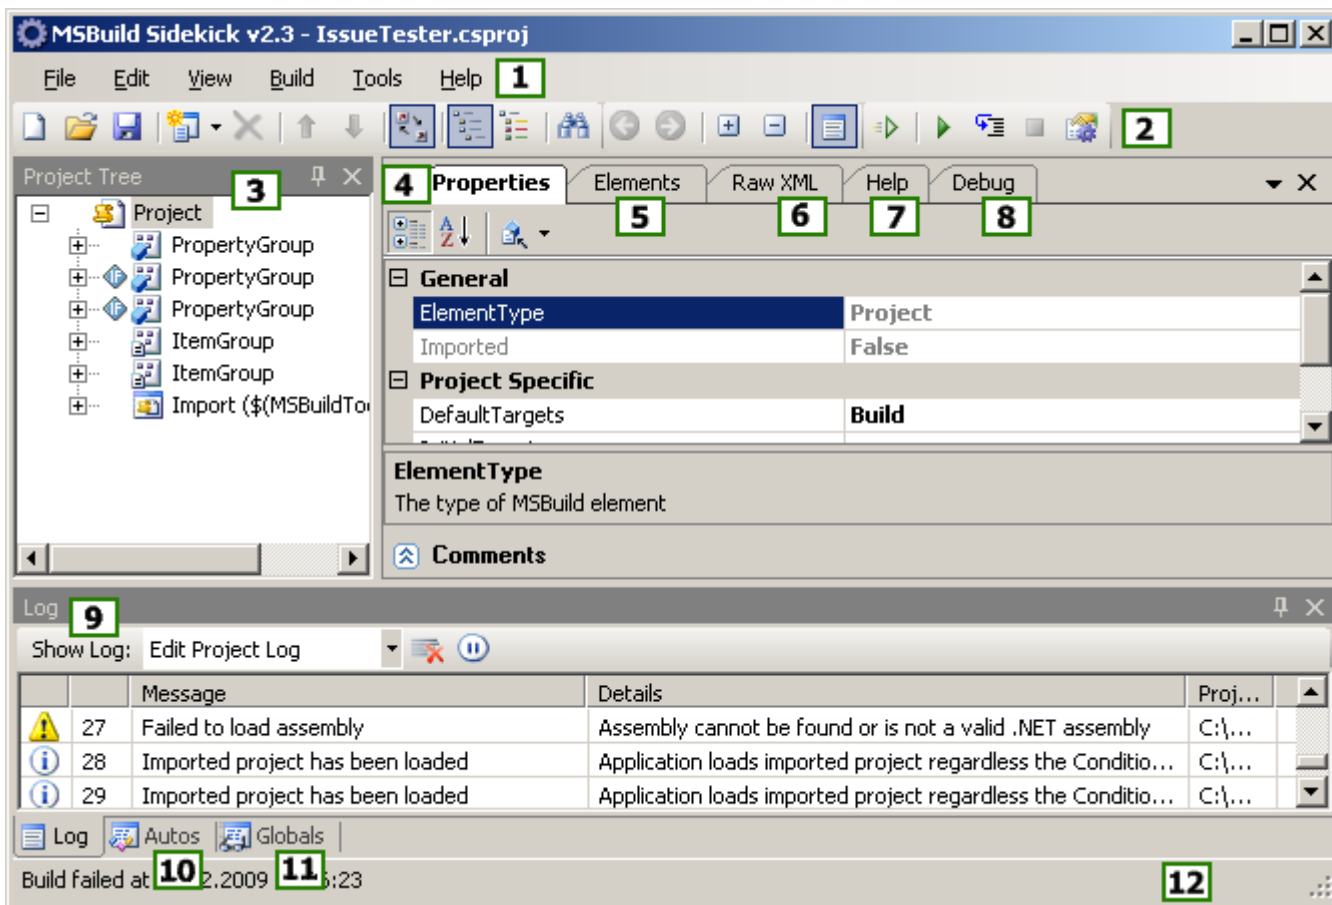 MSBuild Sidekick v2.3 - IssueTester.csproj
File Edit View Build Tools Help 1
2
Project Tree 3
4 Properties Elements Raw XML Help Debug
5 6 7 8
Project
PropertyGroup
PropertyGroup
PropertyGroup
ItemGroup
ItemGroup
Import ($(MSBuildToo
A
Z
General
ElementType Project
Imported False
Project Specific
DefaultTargets Build
ElementType
The type of MSBuild element
Comments
Log 9
Show Log: Edit Project Log
Message Details Proj...
27 Failed to load assembly Assembly cannot be found or is not a valid .NET assembly C:\...
28 Imported project has been loaded Application loads imported project regardless the Conditio... C:\...
29 Imported project has been loaded Application loads imported project regardless the Conditio... C:\...
Log Autos Globals
10 11 12
Build failed at 2.2009 :23